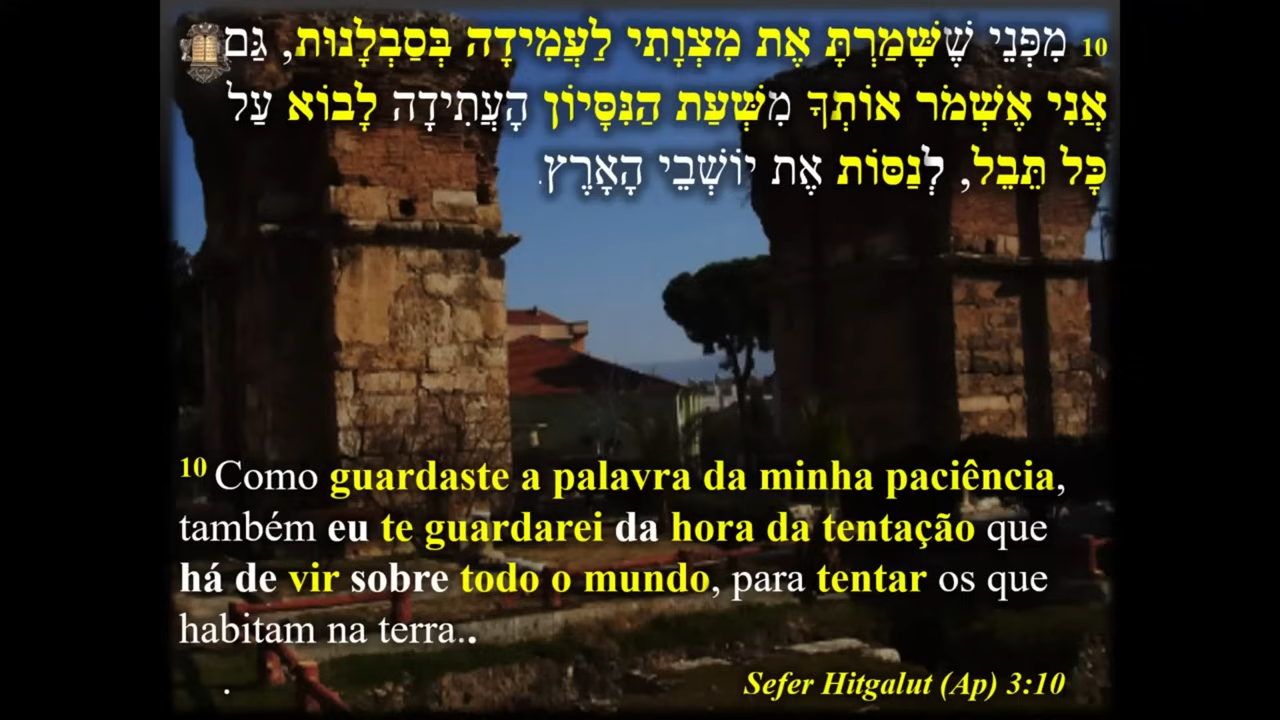 10 מִפְּנֵי שֶׁשָּׁמַרְתָּ אֶת מִצְוָתִי לַעֲמִידָה בְּסַבְלָנוּת, גַּם
אֲנִי אֶשְׁמֹר אוֹתְךָ מִשְּׁעַת הַנִּסָּיוֹן הָעֲתִידָה לָבוֹא עַל
כָּל תֵּבֵל, לְנַסּוֹת אֶת יוֹשְׁבֵי הָאָרֶץ.
10 Como guardaste a palavra da minha paciência,
também eu te guardarei da hora da tentação que
há de vir sobre todo o mundo, para tentar os que
habitam na terra..
.
Sefer Hitgalut (Ap) 3:10